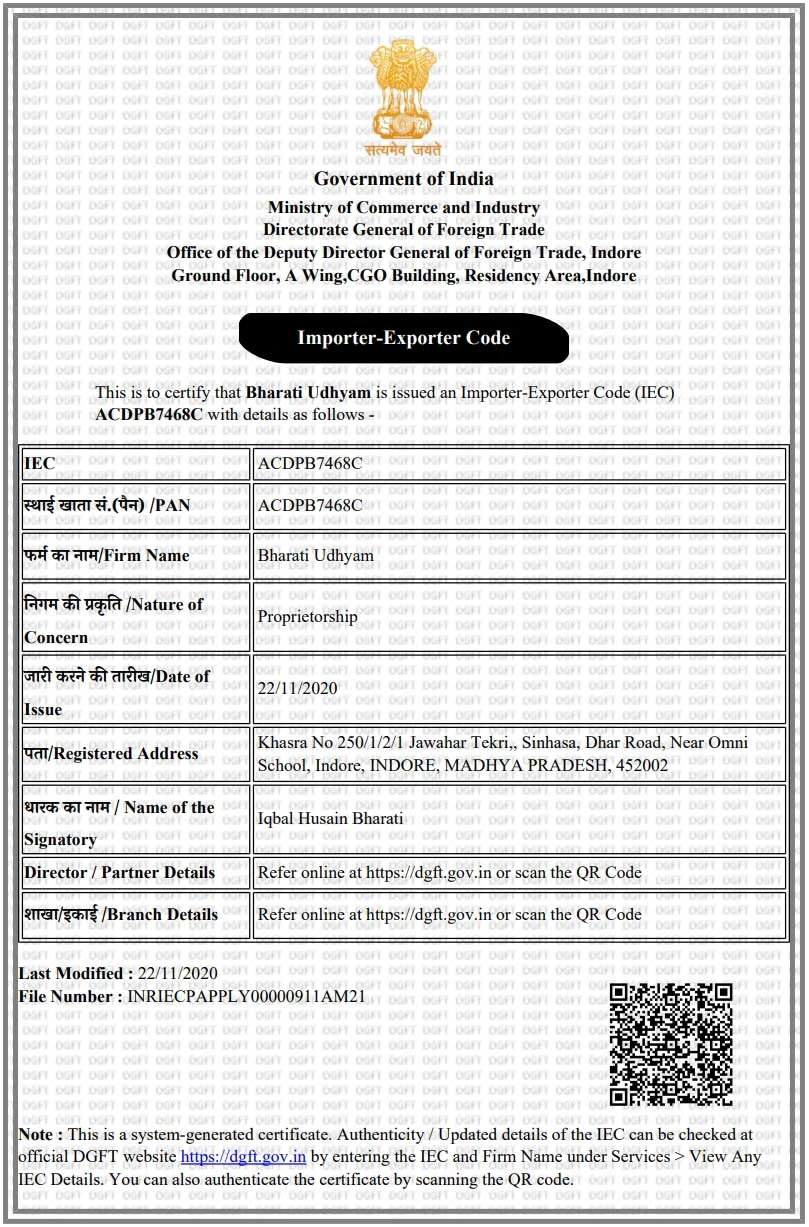 सत्यमेव जयते
Government of India
Ministry of Commerce and Industry
Directorate General of Foreign Trade
Office of the Deputy Director General of Foreign Trade, Indore
Ground Floor, A Wing,CGO Building, Residency Area,Indore
Importer-Exporter Code
This is to certify that Bharati Udhyam is issued an Importer-Exporter Code (IEC)
ACDPB7468C with details as follows -
IEC ACDPB7468C
स्थाई खाता सं.(पैन) /PAN ACDPB7468C
फर्म का नाम/Firm Name Bharati Udhyam
निगम की प्रकृति /Nature of
Concern
Proprietorship
जारी करने की तारीख/Date of
Issue
22/11/2020
पता/Registered Address
Khasra No 250/1/2/1 Jawahar Tekri,, Sinhasa, Dhar Road, Near Omni
School, Indore, INDORE, MADHYA PRADESH, 452002
धारक का नाम / Name of the
Signatory
Iqbal Husain Bharati
Director / Partner Details Refer online at https://dgft.gov.in or scan the QR Code
शाखा/इकाई /Branch Details Refer online at https://dgft.gov.in or scan the QR Code
Last Modified : 22/11/2020
File Number : INRIECPAPPLY00000911AM21
Note : This is a system-generated certificate. Authenticity / Updated details of the IEC can be checked at
official DGFT website https://dgft.gov.in by entering the IEC and Firm Name under Services > View Any
IEC Details. You can also authenticate the certificate by scanning the QR code.